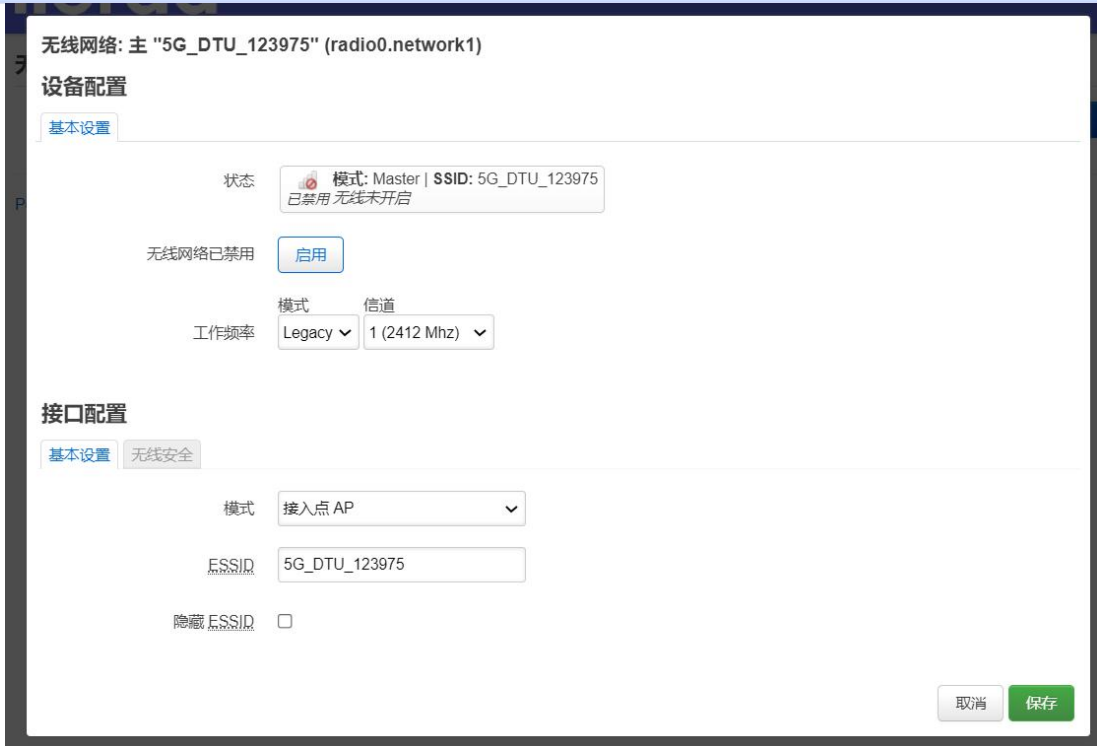 无线网络: 主 "5G_DTU_123975" (radio0.network1)
设备配置
基本设置
状态
模式: Master | SSID: 5G_DTU_123975
已禁用 无线未开启
无线网络已禁用
启用
模式 信道
工作频率 Legacy 1 (2412 Mhz)
接口配置
基本设置 无线安全
模式 接入点 AP
ESSID 5G_DTU_123975
隐藏 ESSID
取消 保存